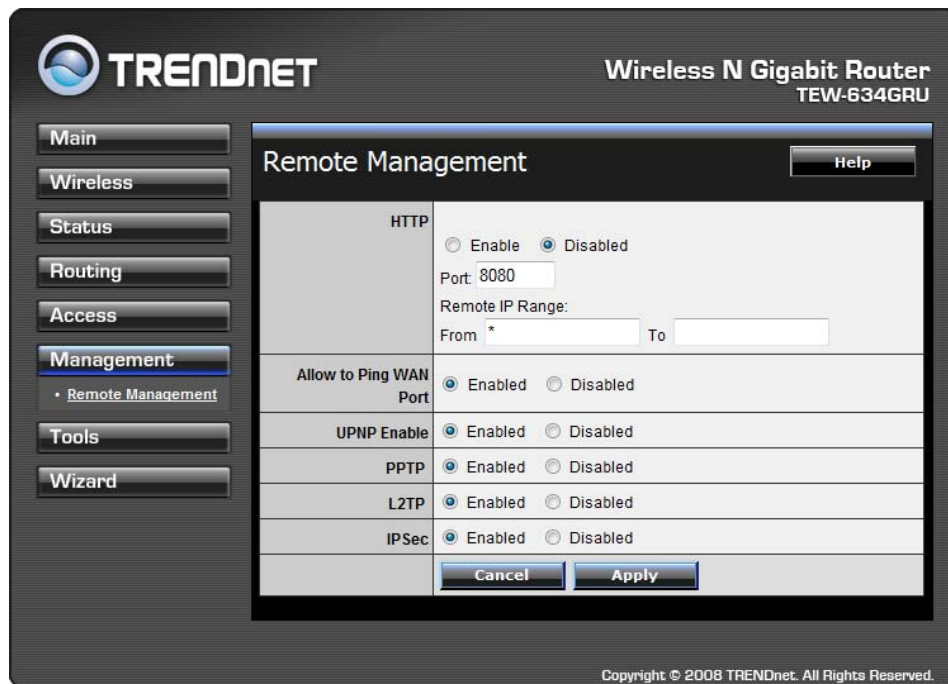 TRENDNET
Wireless N Gigabit Router
TEW-634GRU
Main
Wireless
Status
Routing
Access
Management
• Remote Management
Tools
Wizard
Remote Management
Help
HTTP
Enable Disabled
Port: 8080
Remote IP Range:
From * To
Allow to Ping WAN
Port
Enabled Disabled
UPNP Enable Enabled Disabled
PPTP Enabled Disabled
L2TP Enabled Disabled
IPSec Enabled Disabled
Cancel Apply
Copyright © 2008 TRENDnet. All Rights Reserved.